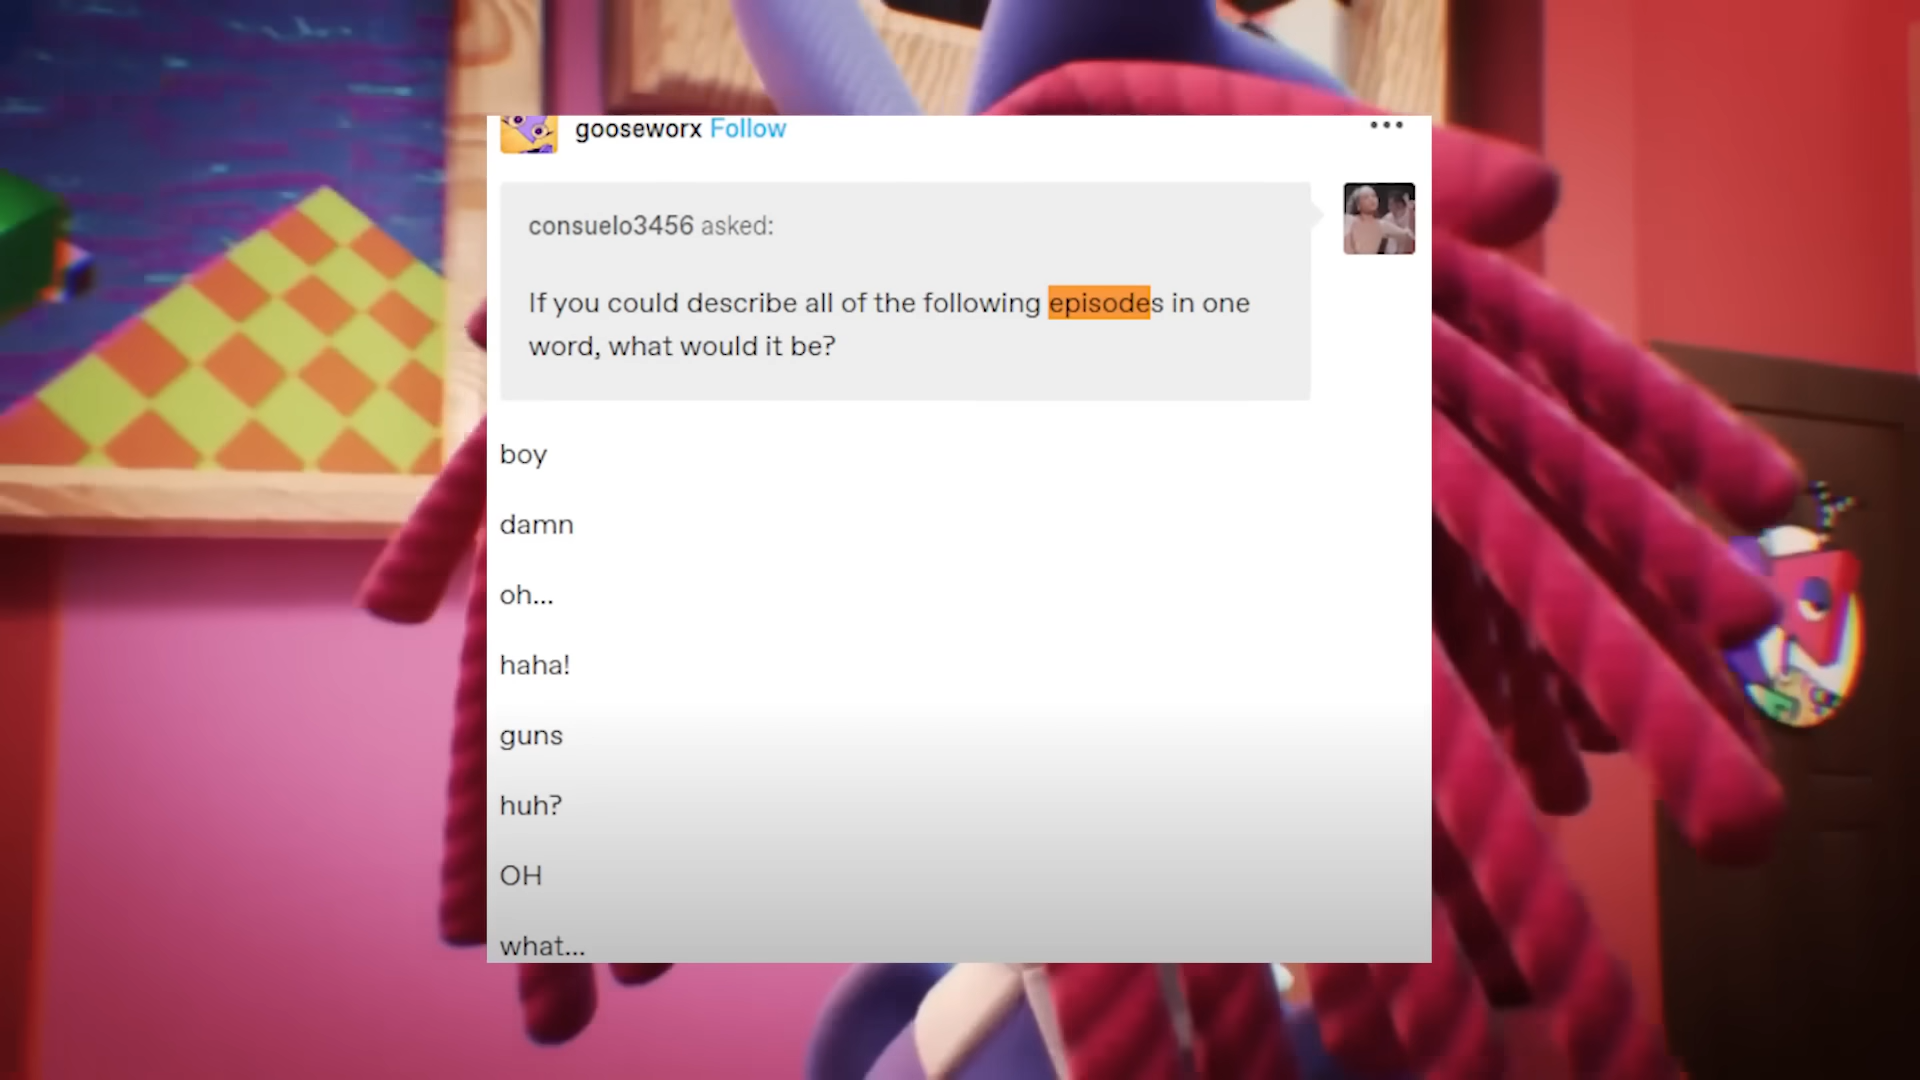 gooseworx Follow
consuelo3456 asked:
If you could describe all of the following episodes in one
word, what would it be?
boy
damn
oh...
haha!
guns
huh?
OH
what...